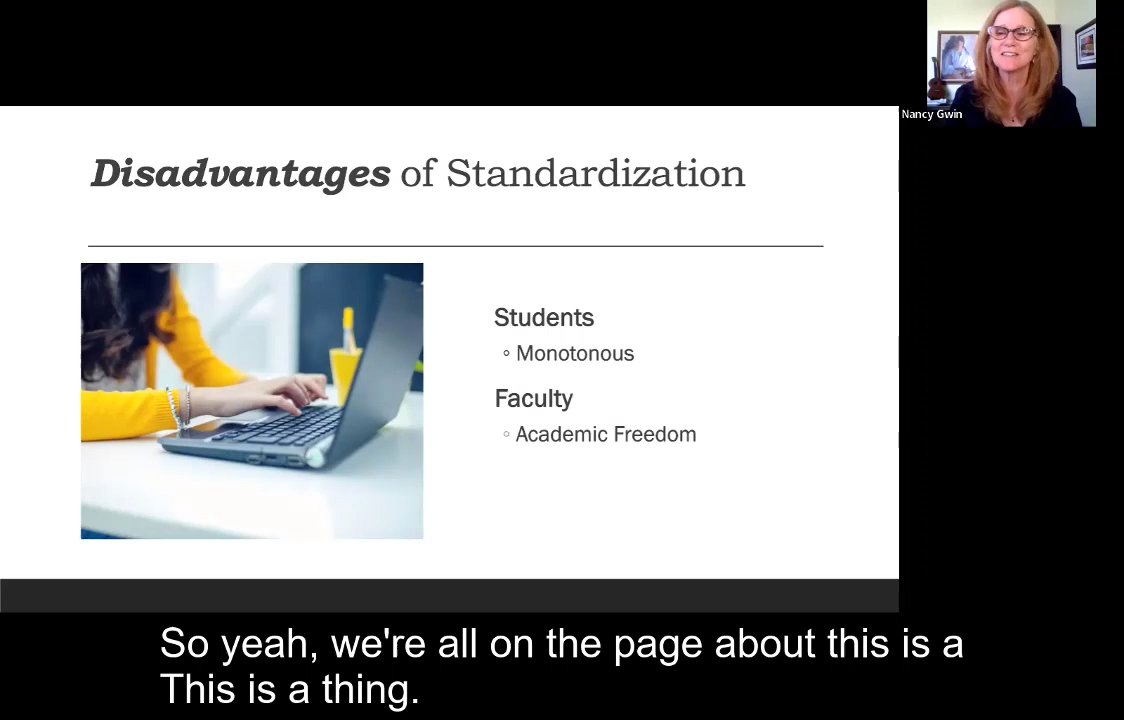 Nancy Gwin
Disadvantages of Standardization
Students
◦ Monotonous
Faculty
◦ Academic Freedom
So yeah, we're all on the page about this is a
This is a thing.